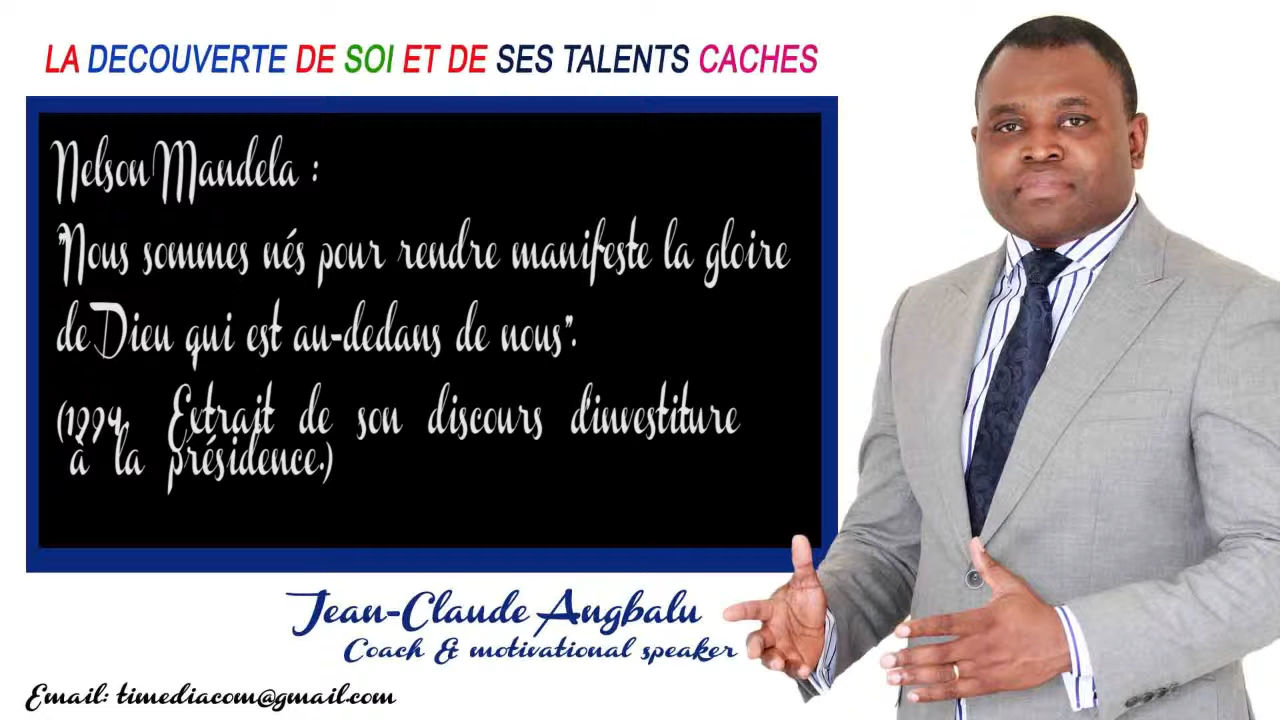 LA DECOUVERTE DE SOI ET DE SES TALENTS CACHES
Nelson Mandela :
"Nous sommes nés pour rendre manifeste la gloire
de Dieu qui est au-dedans de nous".
(1994, Extrait de son discours d'investiture
à la présidence.)
Jean-Claude Angbalu
Coach & motivational speaker
Email: timediacom@gmail.com